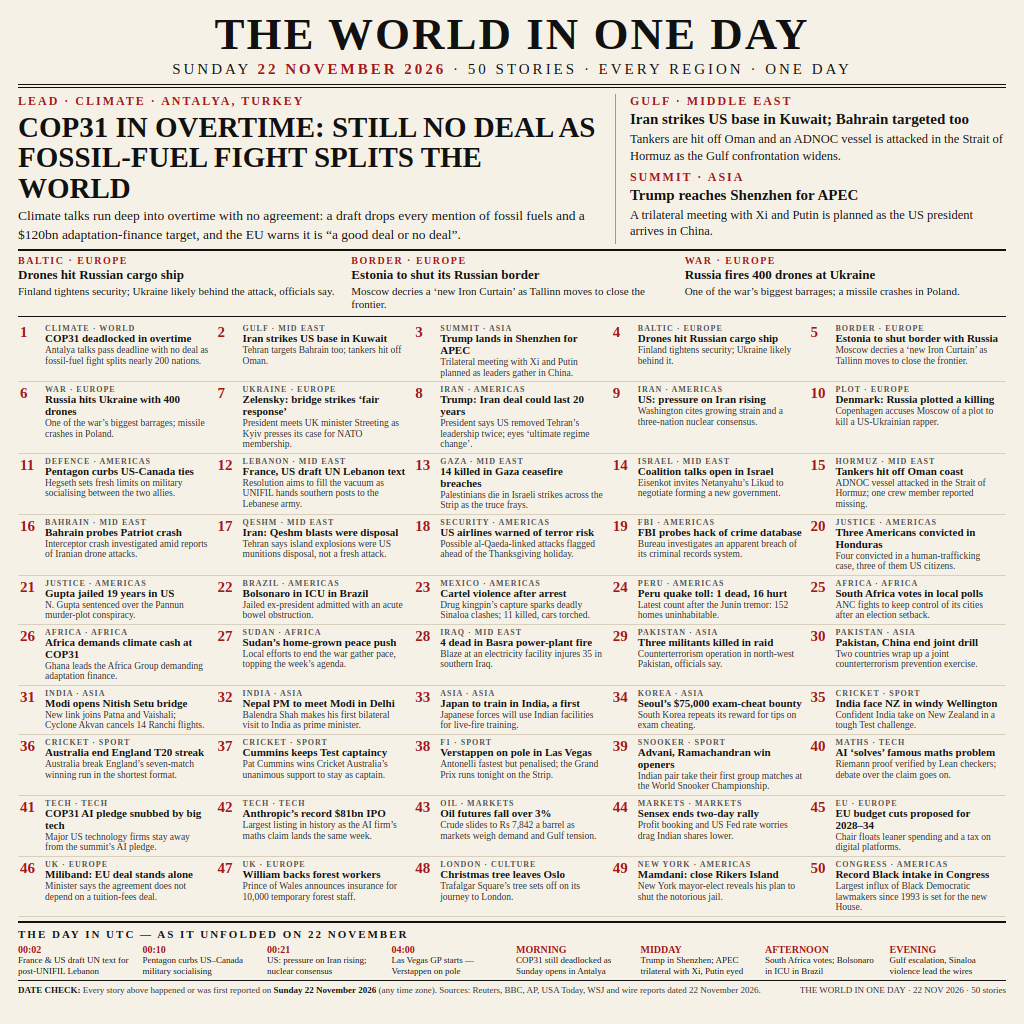 THE WORLD IN ONE DAY
SUNDAY 22 NOVEMBER 2026 · 50 STORIES · EVERY REGION · ONE DAY
LEAD · CLIMATE · ANTALYA, TURKEY
COP31 IN OVERTIME: STILL NO DEAL AS
FOSSIL-FUEL FIGHT SPLITS THE
WORLD
Climate talks run deep into overtime with no agreement: a draft drops every mention of fossil fuels and a
$120bn adaptation-finance target, and the EU warns it is “a good deal or no deal”.
GULF · MIDDLE EAST
Iran strikes US base in Kuwait; Bahrain targeted too
Tankers are hit off Oman and an ADNOC vessel is attacked in the Strait of
Hormuz as the Gulf confrontation widens.
SUMMIT · ASIA
Trump reaches Shenzhen for APEC
A trilateral meeting with Xi and Putin is planned as the US president
arrives in China.
BALTIC · EUROPE
Drones hit Russian cargo ship
Finland tightens security; Ukraine likely behind the attack, officials say.
BORDER · EUROPE
Estonia to shut its Russian border
Moscow decries a ‘new Iron Curtain’ as Tallinn moves to close the
frontier.
WAR · EUROPE
Russia fires 400 drones at Ukraine
One of the war’s biggest barrages; a missile crashes in Poland.
1
CLIMATE · WORLD
COP31 deadlocked in overtime
Antalya talks pass deadline with no deal as
fossil-fuel fight splits nearly 200 nations.
2
GULF · MID EAST
Iran strikes US base in Kuwait
Tehran targets Bahrain too; tankers hit off
Oman.
3
SUMMIT · ASIA
Trump lands in Shenzhen for
APEC
Trilateral meeting with Xi and Putin
planned as leaders gather in China.
4
BALTIC · EUROPE
Drones hit Russian cargo ship
Finland tightens security; Ukraine likely
behind it.
5
BORDER · EUROPE
Estonia to shut border with Russia
Moscow decries a ‘new Iron Curtain’ as
Tallinn moves to close the frontier.
6
WAR · EUROPE
Russia hits Ukraine with 400
drones
One of the war’s biggest barrages; missile
crashes in Poland.
7
UKRAINE · EUROPE
Zelensky: bridge strikes ‘fair
response’
President meets UK minister Streeting as
Kyiv presses its case for NATO
membership.
8
IRAN · AMERICAS
Trump: Iran deal could last 20
years
President says US removed Tehran’s
leadership twice; eyes ‘ultimate regime
change’.
9
IRAN · AMERICAS
US: pressure on Iran rising
Washington cites growing strain and a
three-nation nuclear consensus.
10
PLOT · EUROPE
Denmark: Russia plotted a killing
Copenhagen accuses Moscow of a plot to
kill a US-Ukrainian rapper.
11
DEFENCE · AMERICAS
Pentagon curbs US-Canada ties
Hegseth sets fresh limits on military
socialising between the two allies.
12
LEBANON · MID EAST
France, US draft UN Lebanon text
Resolution aims to fill the vacuum as
UNIFIL hands southern posts to the
Lebanese army.
13
GAZA · MID EAST
14 killed in Gaza ceasefire
breaches
Palestinians die in Israeli strikes across the
Strip as the truce frays.
14
ISRAEL · MID EAST
Coalition talks open in Israel
Eisenkot invites Netanyahu’s Likud to
negotiate forming a new government.
15
HORMUZ · MID EAST
Tankers hit off Oman coast
ADNOC vessel attacked in the Strait of
Hormuz; one crew member reported
missing.
16
BAHRAIN · MID EAST
Bahrain probes Patriot crash
Interceptor crash investigated amid reports
of Iranian drone attacks.
17
QESHM · MID EAST
Iran: Qeshm blasts were disposal
Tehran says island explosions were US
munitions disposal, not a fresh attack.
18
SECURITY · AMERICAS
US airlines warned of terror risk
Possible al-Qaeda-linked attacks flagged
ahead of the Thanksgiving holiday.
19
FBI · AMERICAS
FBI probes hack of crime database
Bureau investigates an apparent breach of
its criminal records system.
20
JUSTICE · AMERICAS
Three Americans convicted in
Honduras
Four convicted in a human-trafficking
case, three of them US citizens.
21
JUSTICE · AMERICAS
Gupta jailed 19 years in US
N. Gupta sentenced over the Pannun
murder-plot conspiracy.
22
BRAZIL · AMERICAS
Bolsonaro in ICU in Brazil
Jailed ex-president admitted with an acute
bowel obstruction.
23
MEXICO · AMERICAS
Cartel violence after arrest
Drug kingpin’s capture sparks deadly
Sinaloa clashes; 11 killed, cars torched.
24
PERU · AMERICAS
Peru quake toll: 1 dead, 16 hurt
Latest count after the Junín tremor: 152
homes uninhabitable.
25
AFRICA · AFRICA
South Africa votes in local polls
ANC fights to keep control of its cities
after an election setback.
26
AFRICA · AFRICA
Africa demands climate cash at
COP31
Ghana leads the Africa Group demanding
adaptation finance.
27
SUDAN · AFRICA
Sudan’s home-grown peace push
Local efforts to end the war gather pace,
topping the week’s agenda.
28
IRAQ · MID EAST
4 dead in Basra power-plant fire
Blaze at an electricity facility injures 35 in
southern Iraq.
29
PAKISTAN · ASIA
Three militants killed in raid
Counterterrorism operation in north-west
Pakistan, officials say.
30
PAKISTAN · ASIA
Pakistan, China end joint drill
Two countries wrap up a joint
counterterrorism prevention exercise.
31
INDIA · ASIA
Modi opens Nitish Setu bridge
New link joins Patna and Vaishali;
Cyclone Akvan cancels 14 Ranchi flights.
32
INDIA · ASIA
Nepal PM to meet Modi in Delhi
Balendra Shah makes his first bilateral
visit to India as prime minister.
33
ASIA · ASIA
Japan to train in India, a first
Japanese forces will use Indian facilities
for live-fire training.
34
KOREA · ASIA
Seoul’s $75,000 exam-cheat bounty
South Korea repeats its reward for tips on
exam cheating.
35
CRICKET · SPORT
India face NZ in windy Wellington
Confident India take on New Zealand in a
tough Test challenge.
36
CRICKET · SPORT
Australia end England T20 streak
Australia break England’s seven-match
winning run in the shortest format.
37
CRICKET · SPORT
Cummins keeps Test captaincy
Pat Cummins wins Cricket Australia’s
unanimous support to stay as captain.
38
F1 · SPORT
Verstappen on pole in Las Vegas
Antonelli fastest but penalised; the Grand
Prix runs tonight on the Strip.
39
SNOOKER · SPORT
Advani, Ramachandran win
openers
Indian pair take their first group matches at
the World Snooker Championship.
40
MATHS · TECH
AI ‘solves’ famous maths problem
Riemann proof verified by Lean checkers;
debate over the claim goes on.
41
TECH · TECH
COP31 AI pledge snubbed by big
tech
Major US technology firms stay away
from the summit’s AI pledge.
42
TECH · TECH
Anthropic’s record $81bn IPO
Largest listing in history as the AI firm’s
maths claim lands the same week.
43
OIL · MARKETS
Oil futures fall over 3%
Crude slides to Rs 7,842 a barrel as
markets weigh demand and Gulf tension.
44
MARKETS · MARKETS
Sensex ends two-day rally
Profit booking and US Fed rate worries
drag Indian shares lower.
45
EU · EUROPE
EU budget cuts proposed for
2028–34
Chair floats leaner spending and a tax on
digital platforms.
46
UK · EUROPE
Miliband: EU deal stands alone
Minister says the agreement does not
depend on a tuition-fees deal.
47
UK · EUROPE
William backs forest workers
Prince of Wales announces insurance for
10,000 temporary forest staff.
48
LONDON · CULTURE
Christmas tree leaves Oslo
Trafalgar Square’s tree sets off on its
journey to London.
49
NEW YORK · AMERICAS
Mamdani: close Rikers Island
New York mayor-elect reveals his plan to
shut the notorious jail.
50
CONGRESS · AMERICAS
Record Black intake in Congress
Largest influx of Black Democratic
lawmakers since 1993 is set for the new
House.
THE DAY IN UTC — AS IT UNFOLDED ON 22 NOVEMBER
00:02
France & US draft UN text for
post-UNIFIL Lebanon
00:10
Pentagon curbs US–Canada
military socialising
00:21
US: pressure on Iran rising;
nuclear consensus
04:00
Las Vegas GP starts —
Verstappen on pole
MORNING
COP31 still deadlocked as
Sunday opens in Antalya
MIDDAY
Trump in Shenzhen; APEC
trilateral with Xi, Putin eyed
AFTERNOON
South Africa votes; Bolsonaro
in ICU in Brazil
EVENING
Gulf escalation, Sinaloa
violence lead the wires
DATE CHECK: Every story above happened or was first reported on Sunday 22 November 2026 (any time zone). Sources: Reuters, BBC, AP, USA Today, WSJ and wire reports dated 22 November 2026.
THE WORLD IN ONE DAY · 22 NOV 2026 · 50 stories